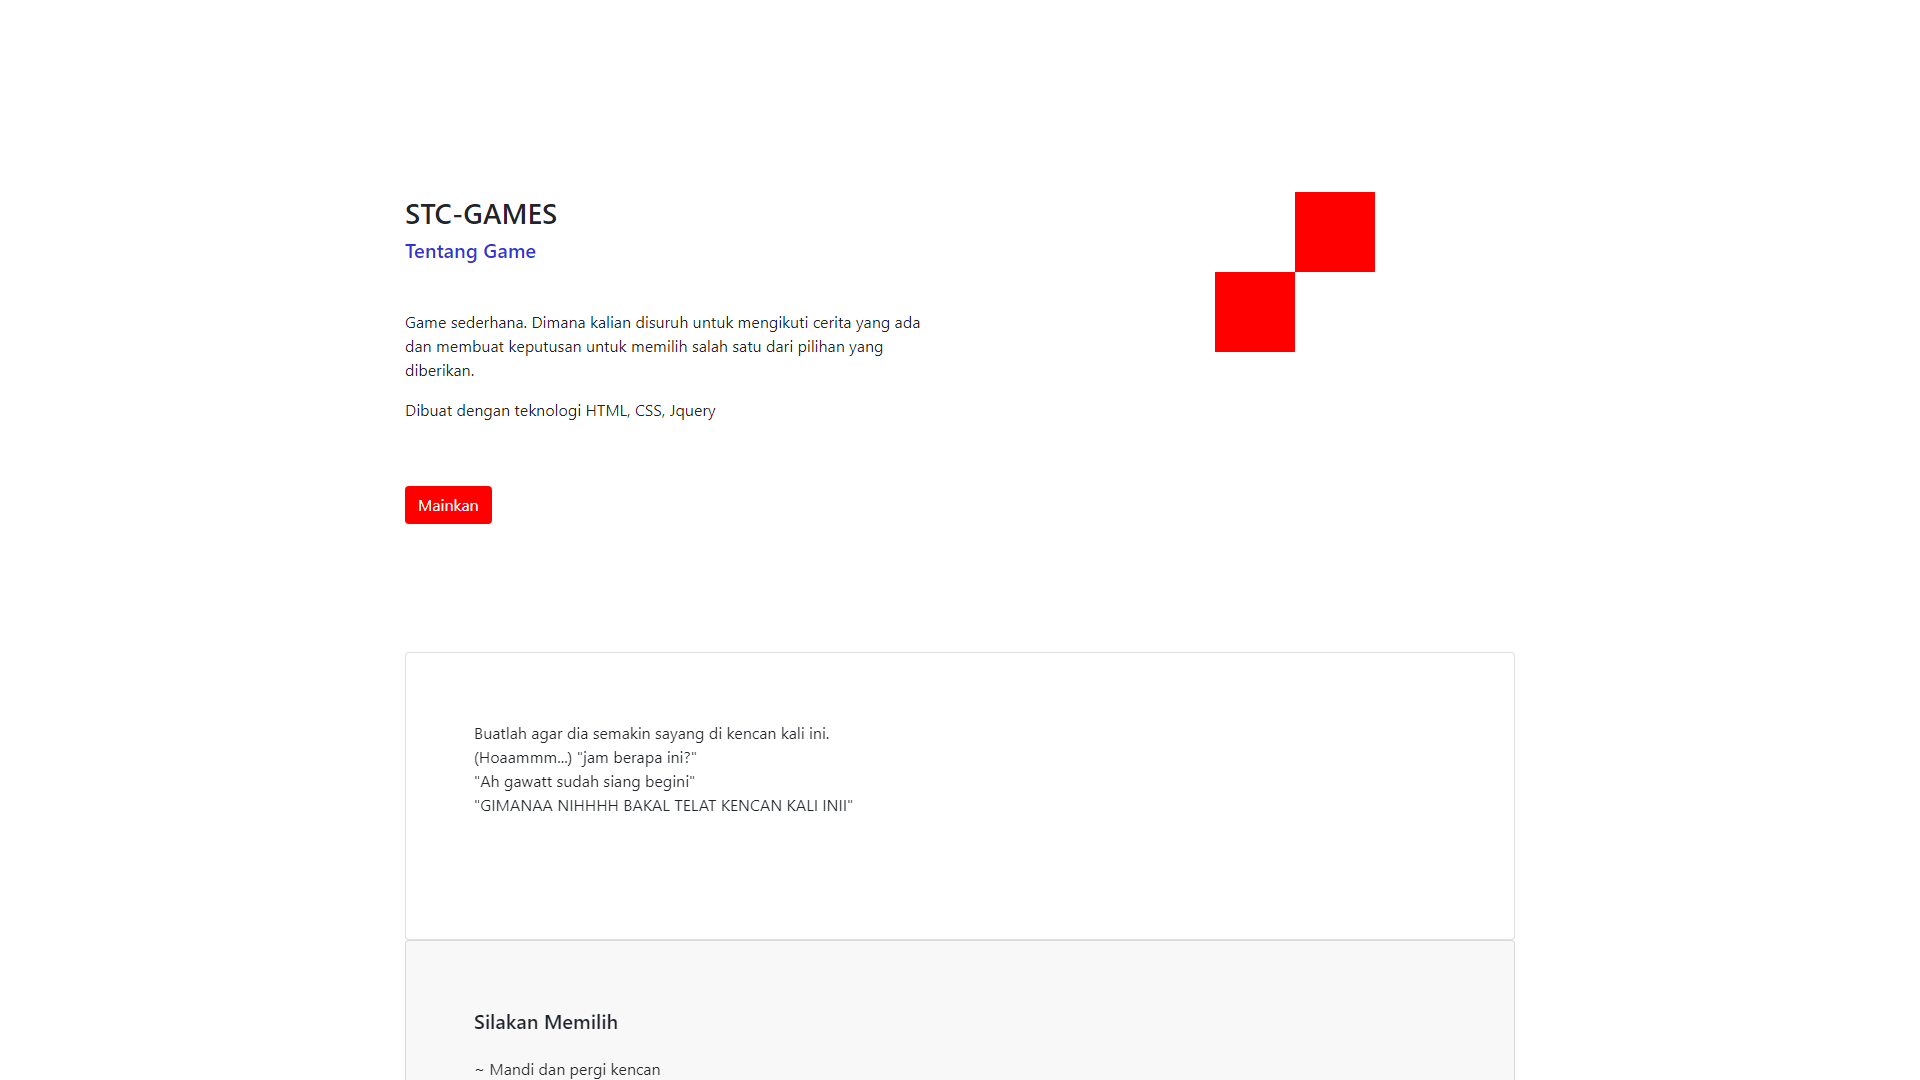 STC-GAMES
Tentang Game
Game sederhana. Dimana kalian disuruh untuk mengikuti cerita yang ada
dan membuat keputusan untuk memilih salah satu dari pilihan yang
diberikan.
Dibuat dengan teknologi HTML, CSS, Jquery
Mainkan
Buatlah agar dia semakin sayang di kencan kali ini.
(Hoaammm...) "jam berapa ini?"
"Ah gawatt sudah siang begini"
"GIMANAA NIHHHH BAKAL TELAT KENCAN KALI INII"
Silakan Memilih
~ Mandi dan pergi kencan